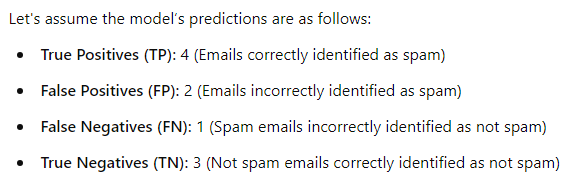 Let's assume the model's predictions are as follows:
• True Positives (TP): 4 (Emails correctly identified as spam)
• False Positives (FP): 2 (Emails incorrectly identified as spam)
• False Negatives (FN): 1 (Spam emails incorrectly identified as not spam)
• True Negatives (TN): 3 (Not spam emails correctly identified as not spam)